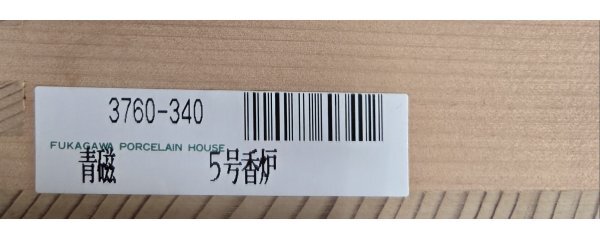 3760-340
FUKAGAWA PORCELAIN HOUSE
青磁 5号香炉